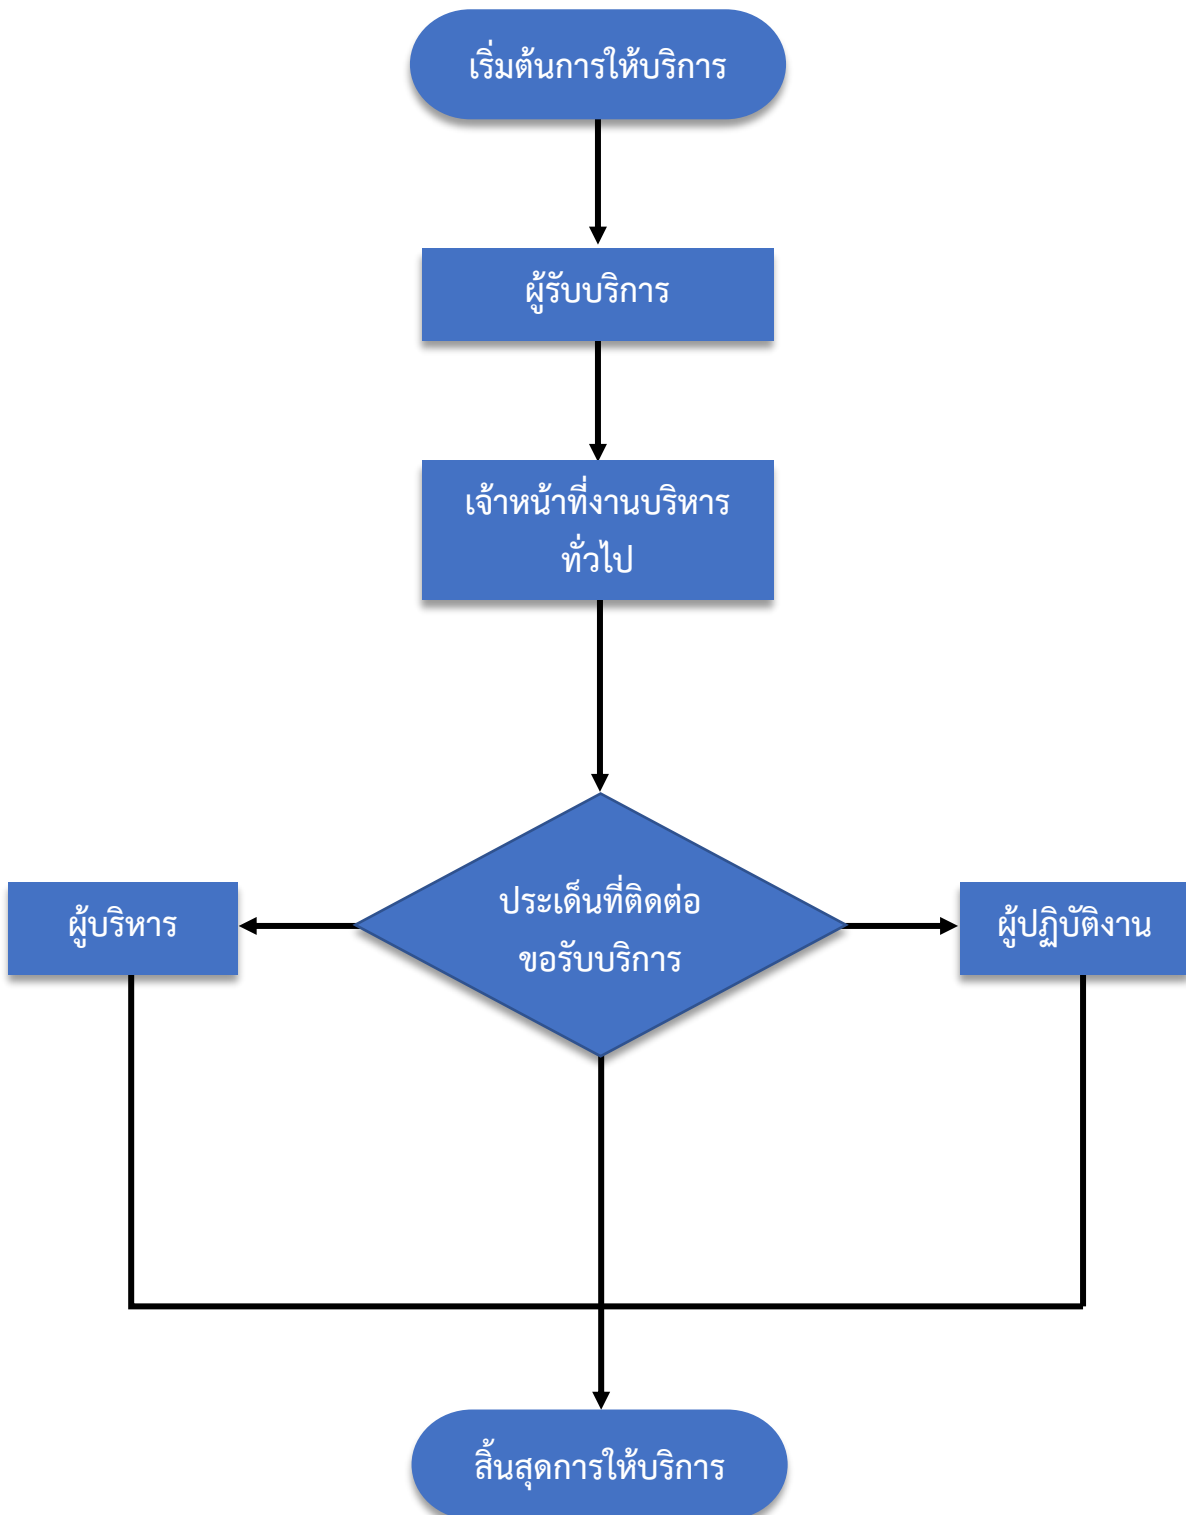 เริ่มต้นการให้บริการ
ผู้รับบริการ
เจ้าหน้าที่งานบริหาร
ทั่วไป
ประเด็นที่ติดต่อ
ขอรับบริการ
ผู้บริหาร
ผู้ปฏิบัติงาน
สิ้นสุดการให้บริการ